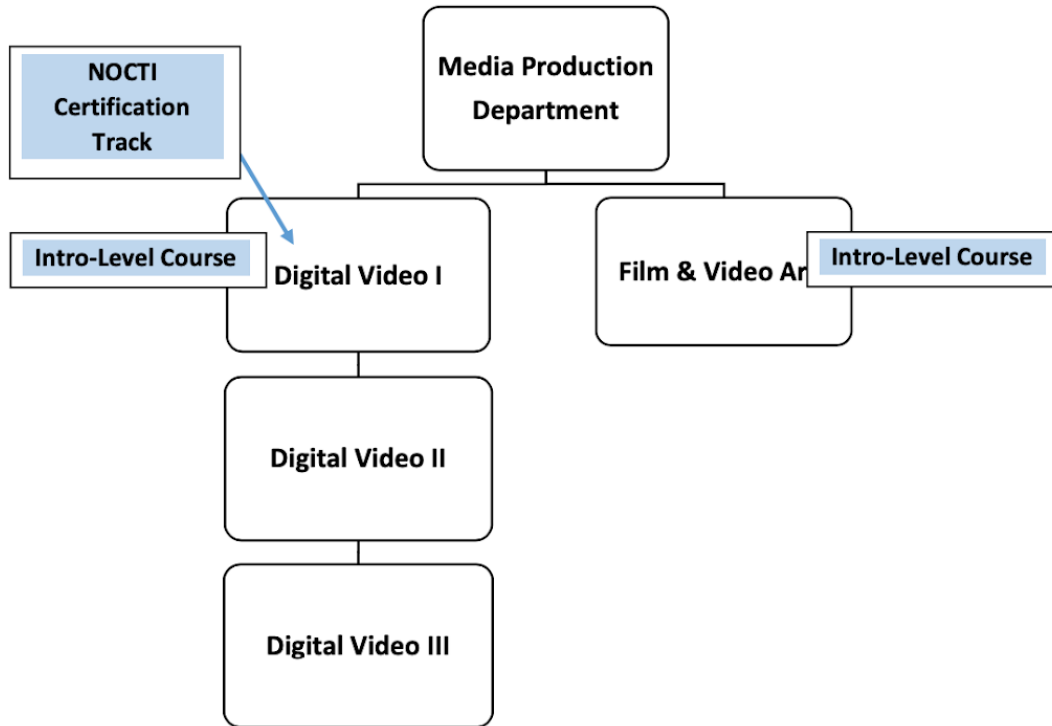 Media Production
Department
NOCTI
Certification
Track
Intro-Level Course
Digital Video I
Film & Video
Intro-Level Course
Digital Video II
Digital Video III